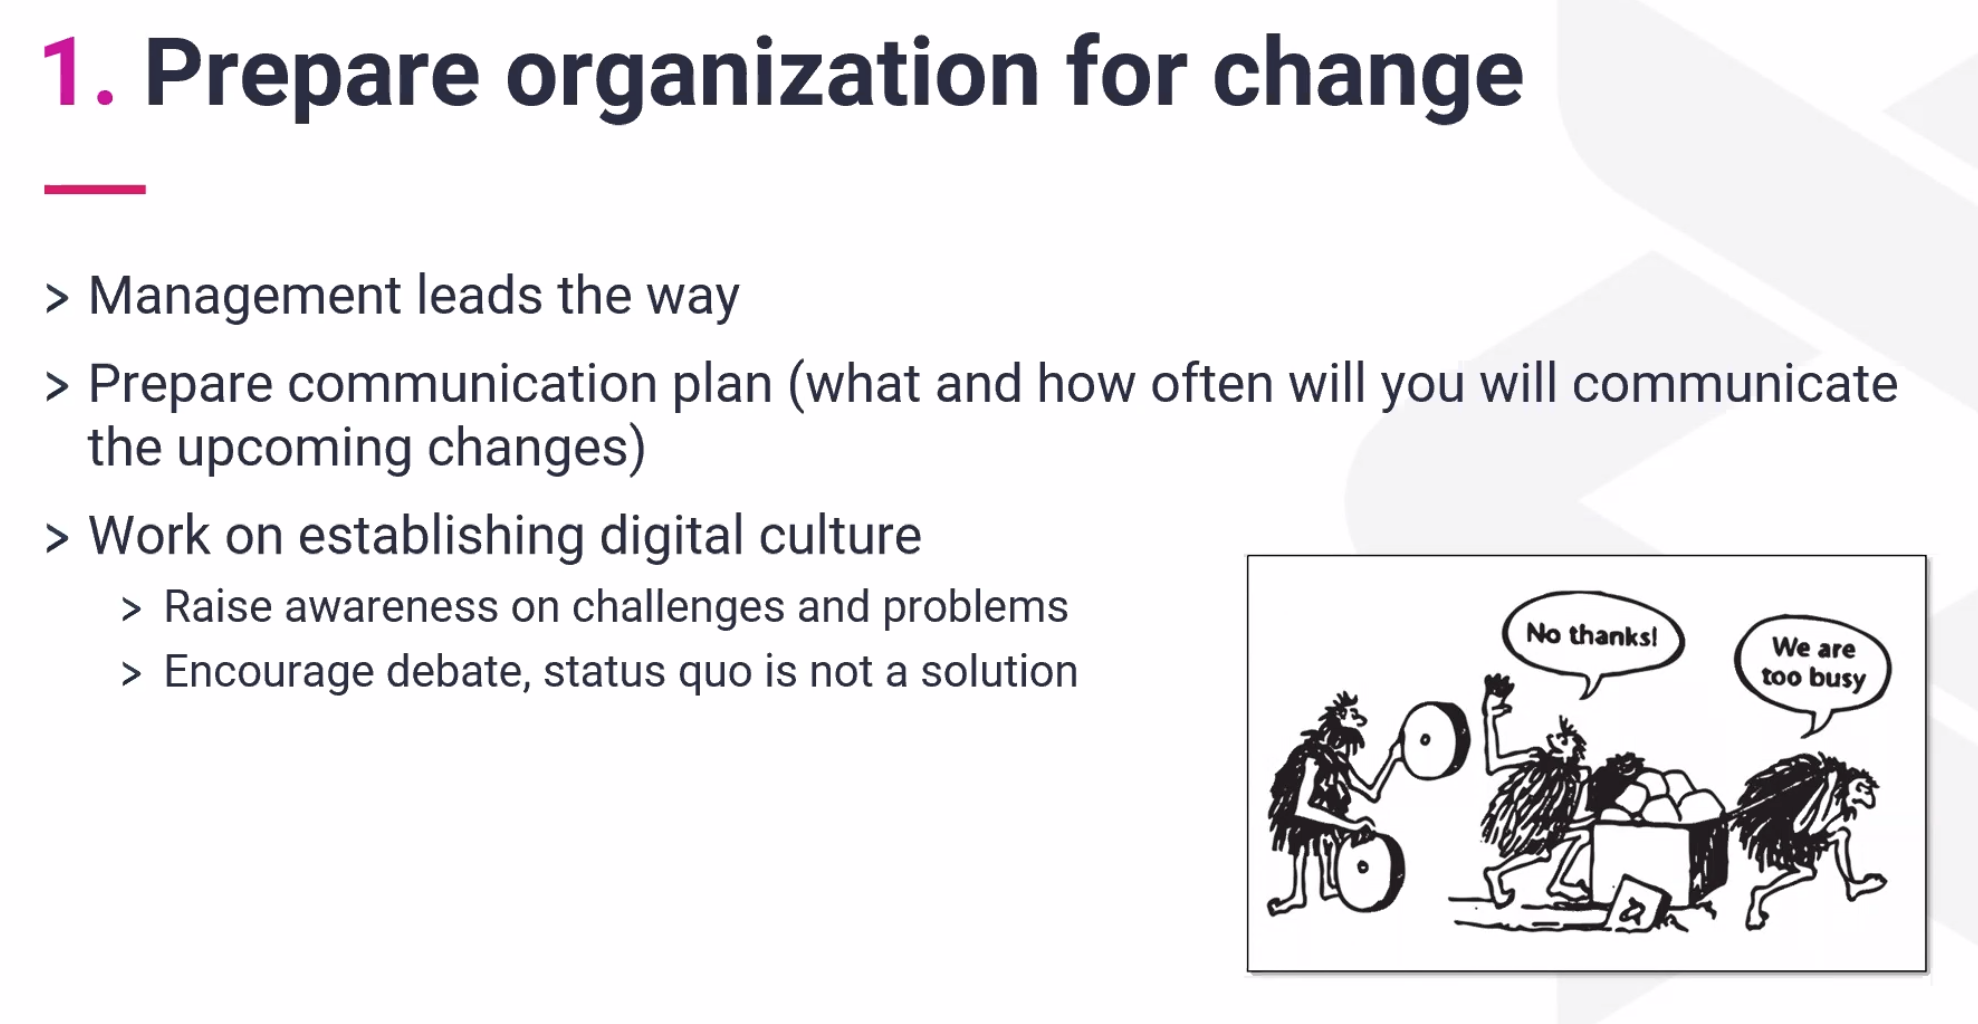 1. Prepare organization for change
> Management leads the way
> Prepare communication plan (what and how often will you will communicate
the upcoming changes)
> Work on establishing digital culture
> Raise awareness on challenges and problems
> Encourage debate, status quo is not a solution
No thanks!
We are
too busy